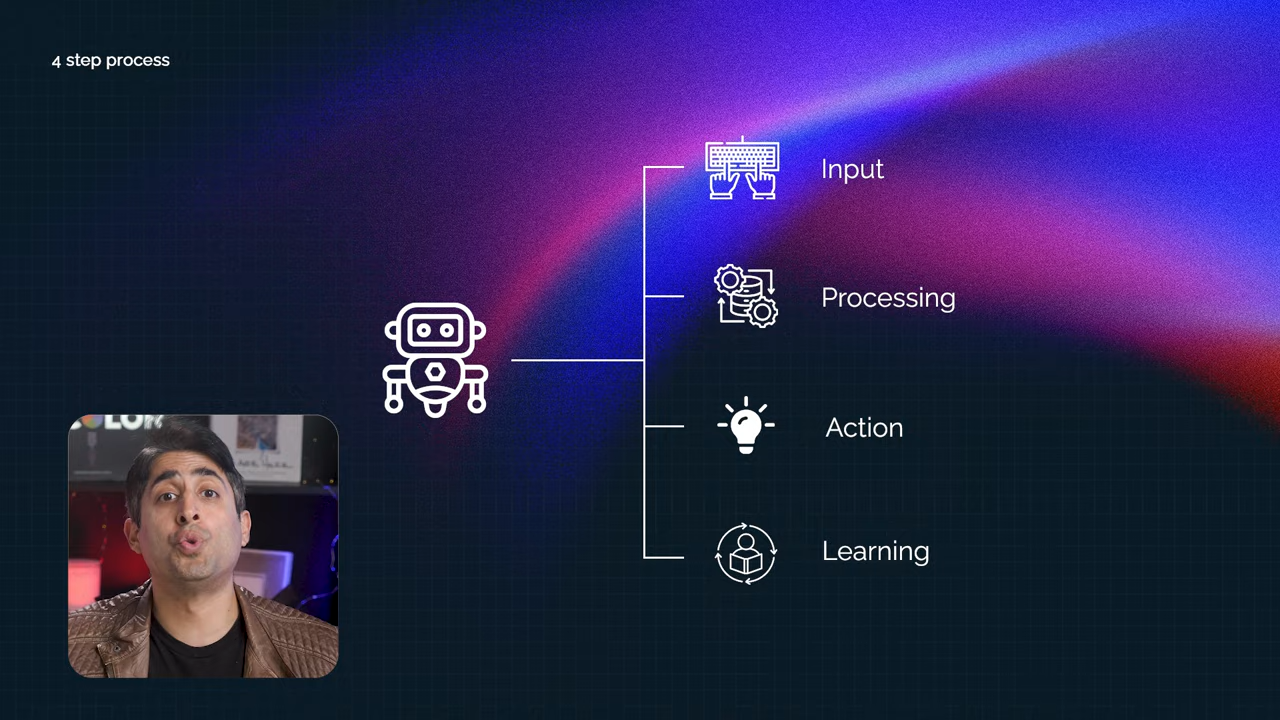 4 step process
Input
Processing
Action
Learning